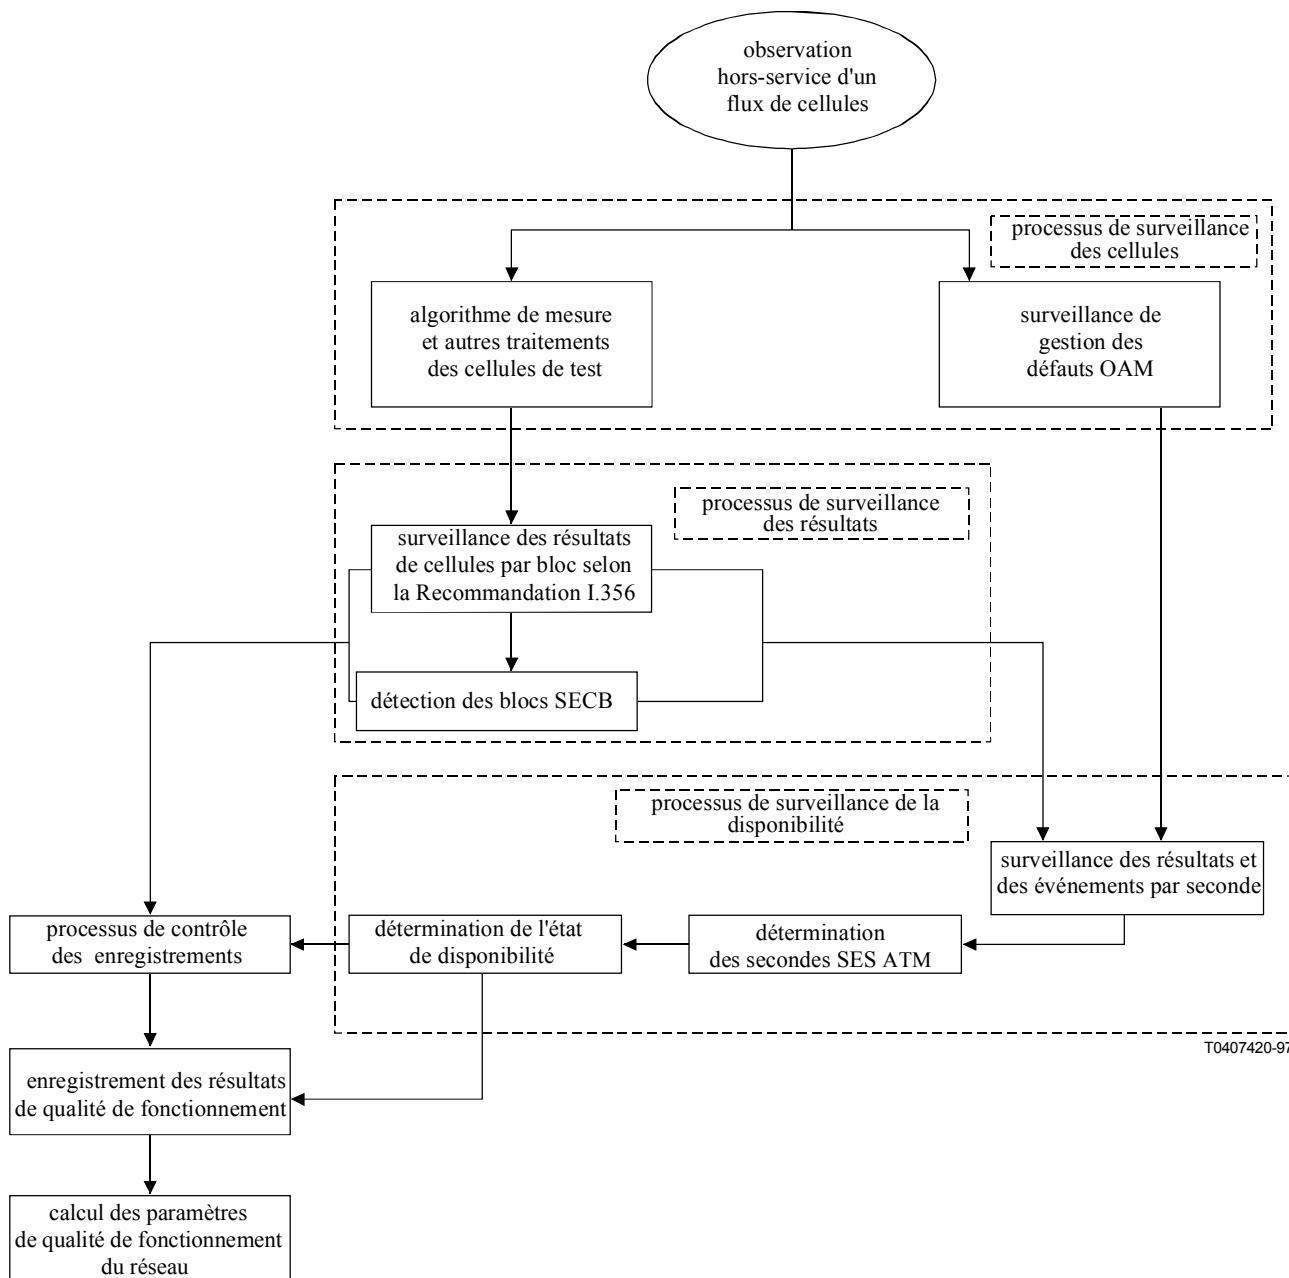 observation
hors-service d'un
flux de cellules
processus de surveillance
des cellules
algorithme de mesure
et autres traitements
des cellules de test
surveillance de
gestion des
défauts OAM
processus de surveillance
des résultats
surveillance des résultats
de cellules par bloc selon
la Recommandation I.356
détection des blocs SECB
processus de surveillance de la
disponibilité
surveillance des résultats et
des événements par seconde
processus de contrôle
des enregistrements
détermination de l'état
de disponibilité
détermination
des secondes SES ATM
T0407420-97
enregistrement des résultats
de qualité de fonctionnement
calcul des paramètres
de qualité de fonctionnement
du réseau